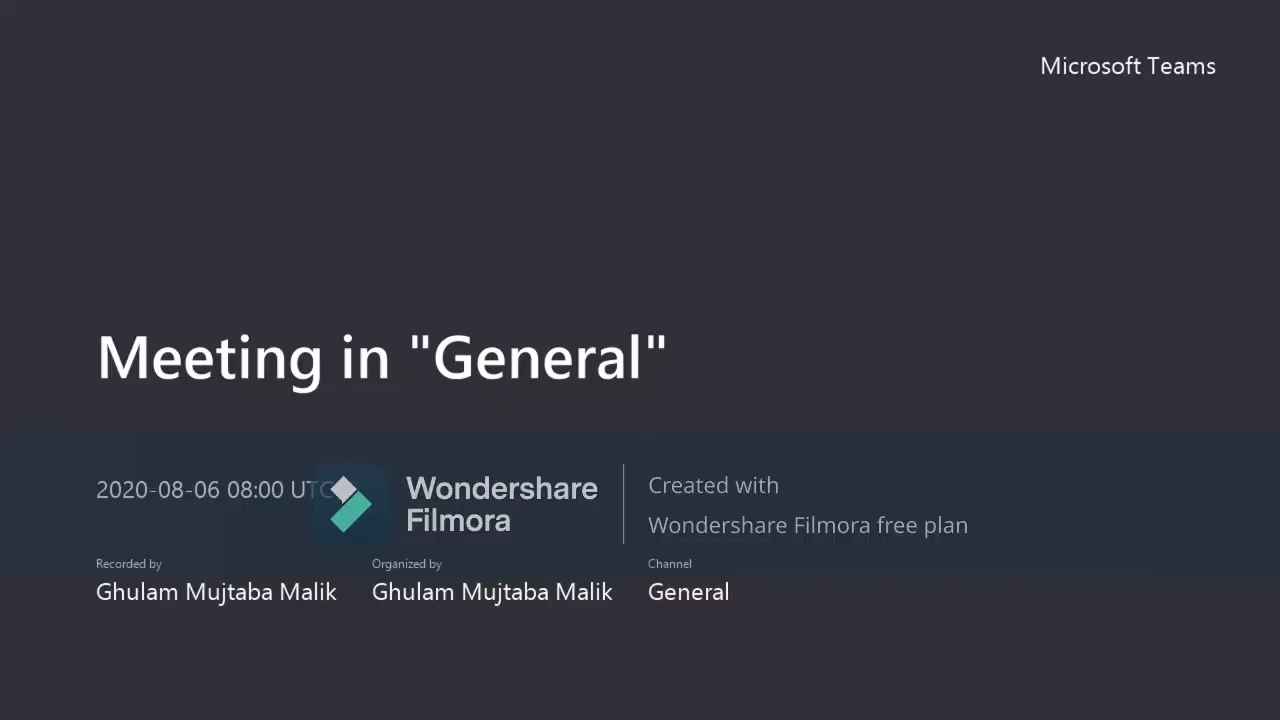 Microsoft Teams
Meeting in "General"
2020-08-06 08:00 UTC
Wondershare
Filmora
Created with
Wondershare Filmora free plan
Recorded by
Ghulam Mujtaba Malik
Organized by
Ghulam Mujtaba Malik
Channel
General